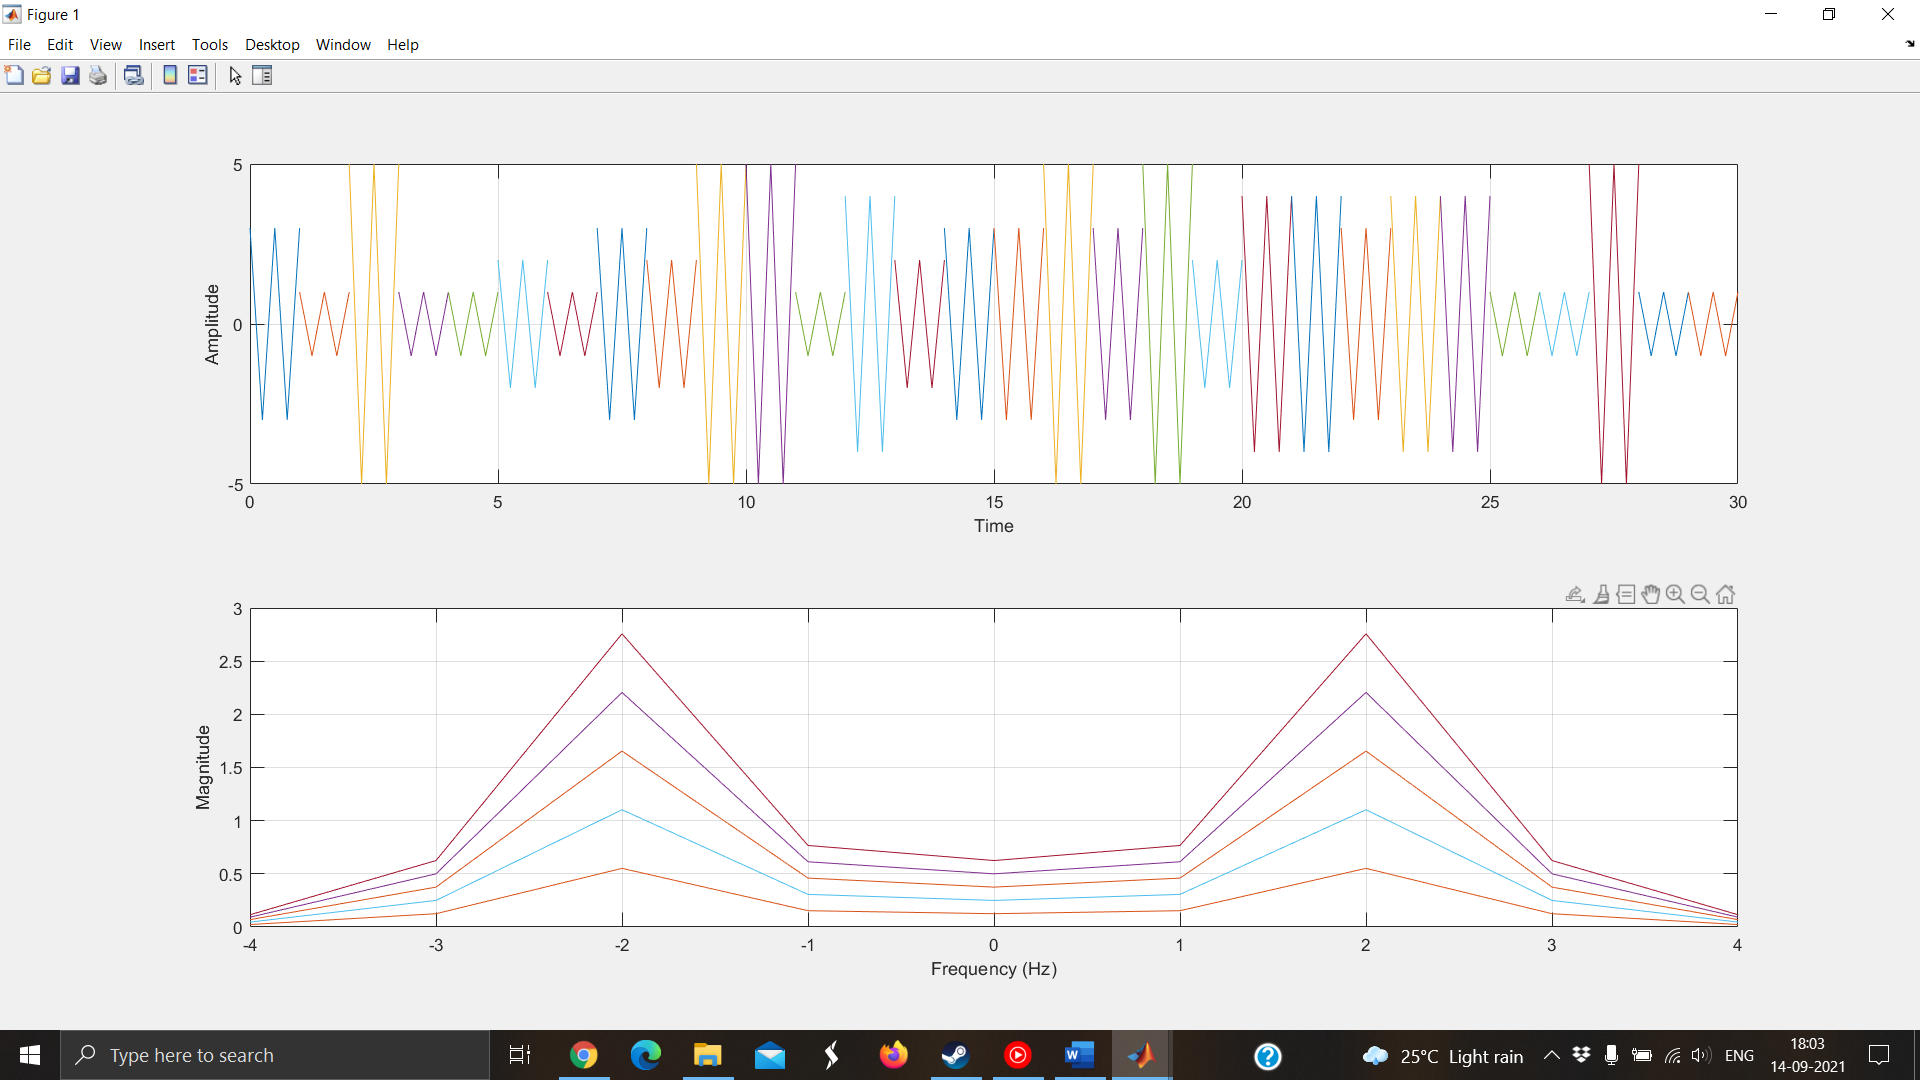 Figure 1
File Edit View Insert Tools Desktop Window Help
5
0
-5
Amplitude
0 5 10 15 20 25 30
Time
3
2.5
2
1.5
1
0.5
0
Magnitude
-4 -3 -2 -1 0 1 2 3 4
Frequency (Hz)
Type here to search
W
?
25°C Light rain
ENG
18:03
14-09-2021